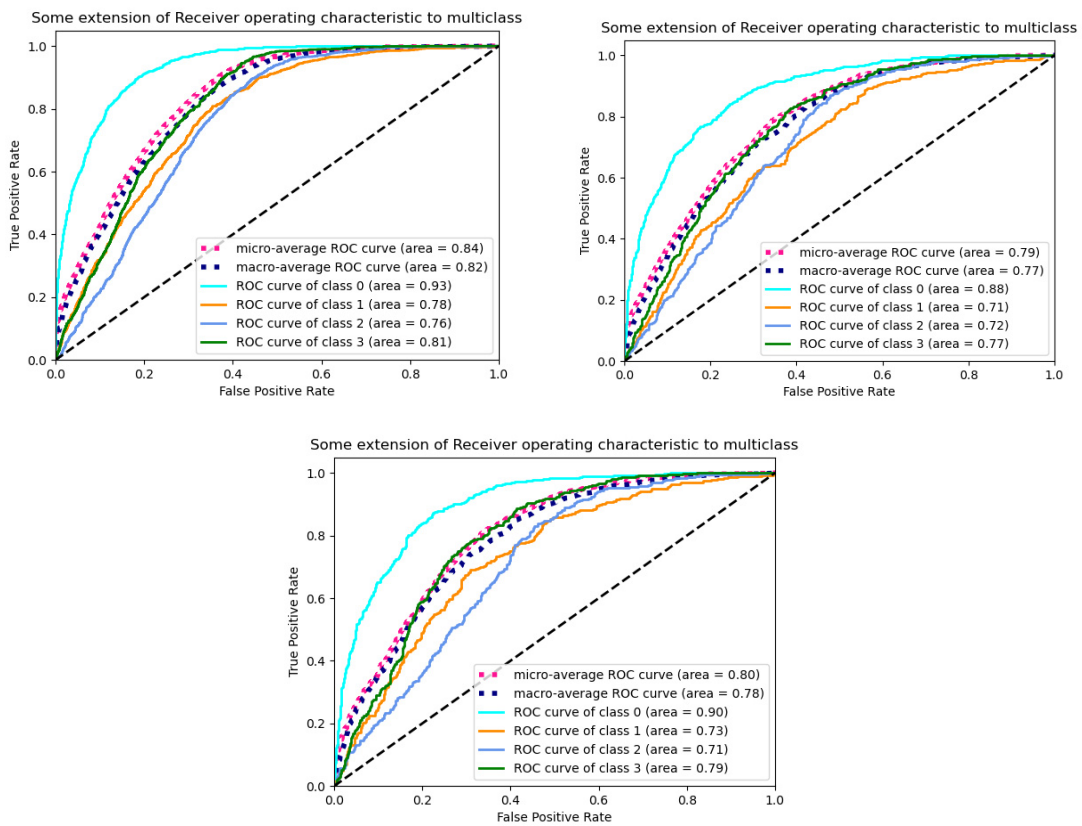 Some extension of Receiver operating characteristic to multiclass
True Positive Rate
1.0
0.8
0.6
0.4
0.2
0.0
micro-average ROC curve (area = 0.84)
macro-average ROC curve (area = 0.82)
ROC curve of class 0 (area = 0.93)
ROC curve of class 1 (area = 0.78)
ROC curve of class 2 (area = 0.76)
ROC curve of class 3 (area = 0.81)
0.0 0.2 0.4 0.6 0.8 1.0
False Positive Rate
Some extension of Receiver operating characteristic to multiclass
True Positive Rate
1.0
0.8
0.6
0.4
0.2
0.0
micro-average ROC curve (area = 0.79)
macro-average ROC curve (area = 0.77)
ROC curve of class 0 (area = 0.88)
ROC curve of class 1 (area = 0.71)
ROC curve of class 2 (area = 0.72)
ROC curve of class 3 (area = 0.77)
0.0 0.2 0.4 0.6 0.8 1.0
False Positive Rate
Some extension of Receiver operating characteristic to multiclass
True Positive Rate
1.0
0.8
0.6
0.4
0.2
0.0
micro-average ROC curve (area = 0.80)
macro-average ROC curve (area = 0.78)
ROC curve of class 0 (area = 0.90)
ROC curve of class 1 (area = 0.73)
ROC curve of class 2 (area = 0.71)
ROC curve of class 3 (area = 0.79)
0.0 0.2 0.4 0.6 0.8 1.0
False Positive Rate